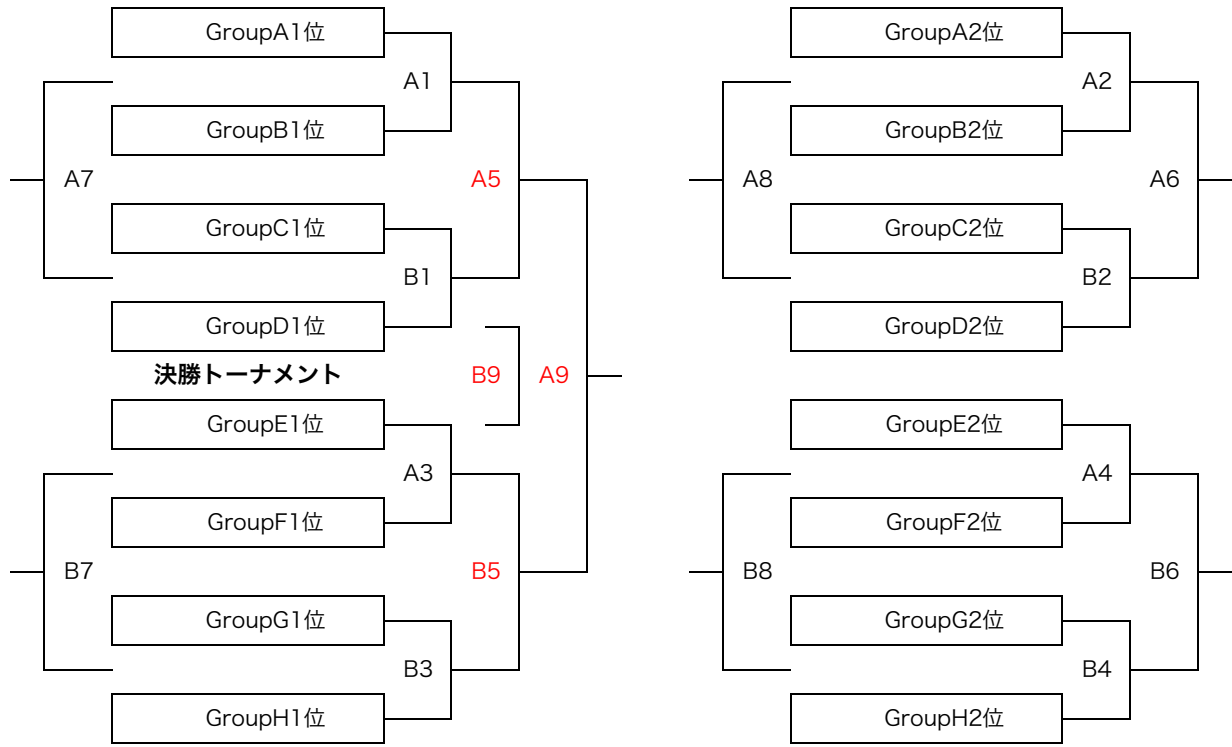 GroupA1位
A1
GroupB1位
A7
A5
GroupC1位
B1
GroupD1位
決勝トーナメント
B9
A9
GroupE1位
A3
GroupF1位
B7
B5
GroupG1位
B3
GroupH1位
GroupA2位
A2
GroupB2位
A8
A6
GroupC2位
B2
GroupD2位
GroupE2位
A4
GroupF2位
B8
B6
GroupG2位
B4
GroupH2位